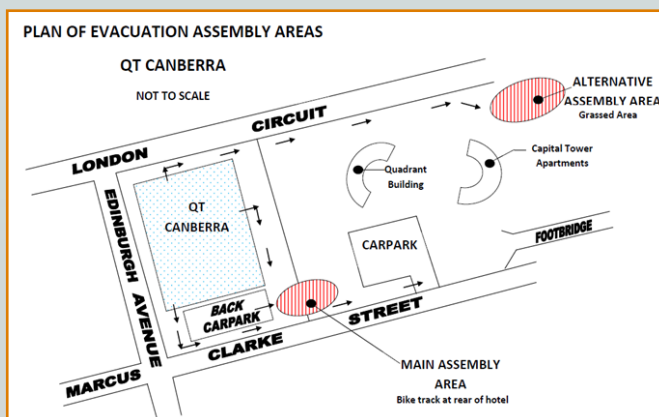 PLAN OF EVACUATION ASSEMBLY AREAS
QT CANBERRA
NOT TO SCALE
ALTERNATIVE
ASSEMBLY AREA
Grassed Area
LONDON CIRCUIT
Capital Tower
Apartments
Quadrant
Building
EDINBURGH AVENUE
QT
CANBERRA
CARPARK
FOOTBRIDGE
BACK
CARPARK
MARCUS CLARKE STREET
MAIN ASSEMBLY
AREA
Bike track at rear of hotel